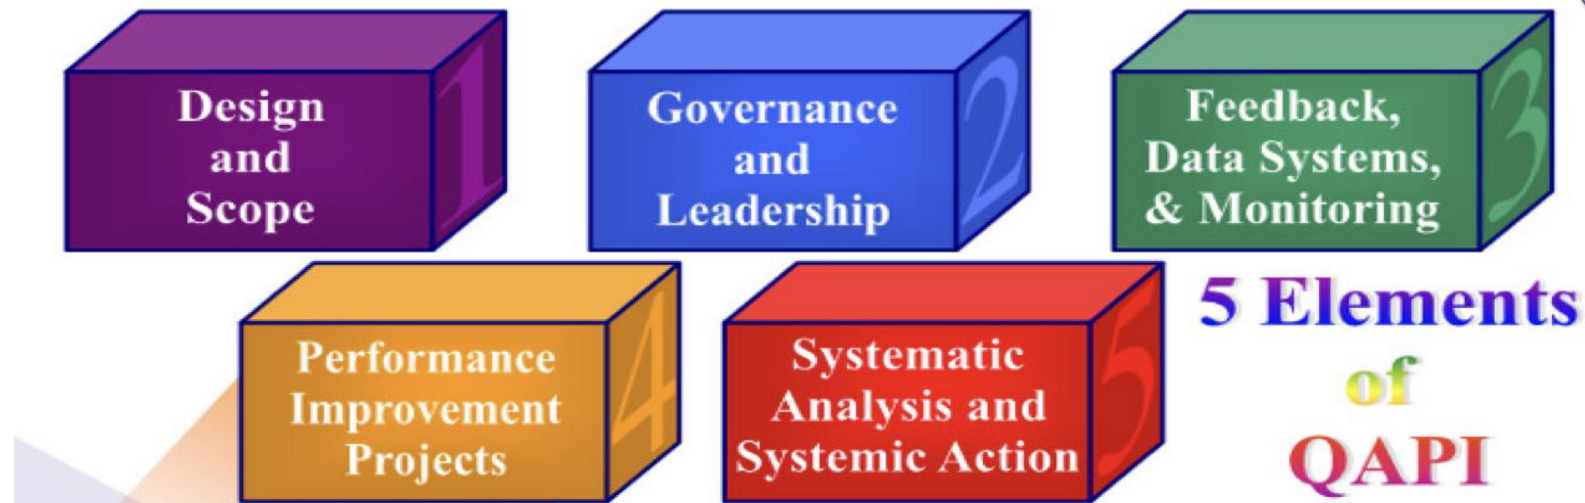 Design
and
Scope
1
Governance
and
Leadership
2
Feedback,
Data Systems,
& Monitoring
3
Performance
Improvement
Projects
4
Systematic
Analysis and
Systemic Action
5
5 Elements
of
QAPI